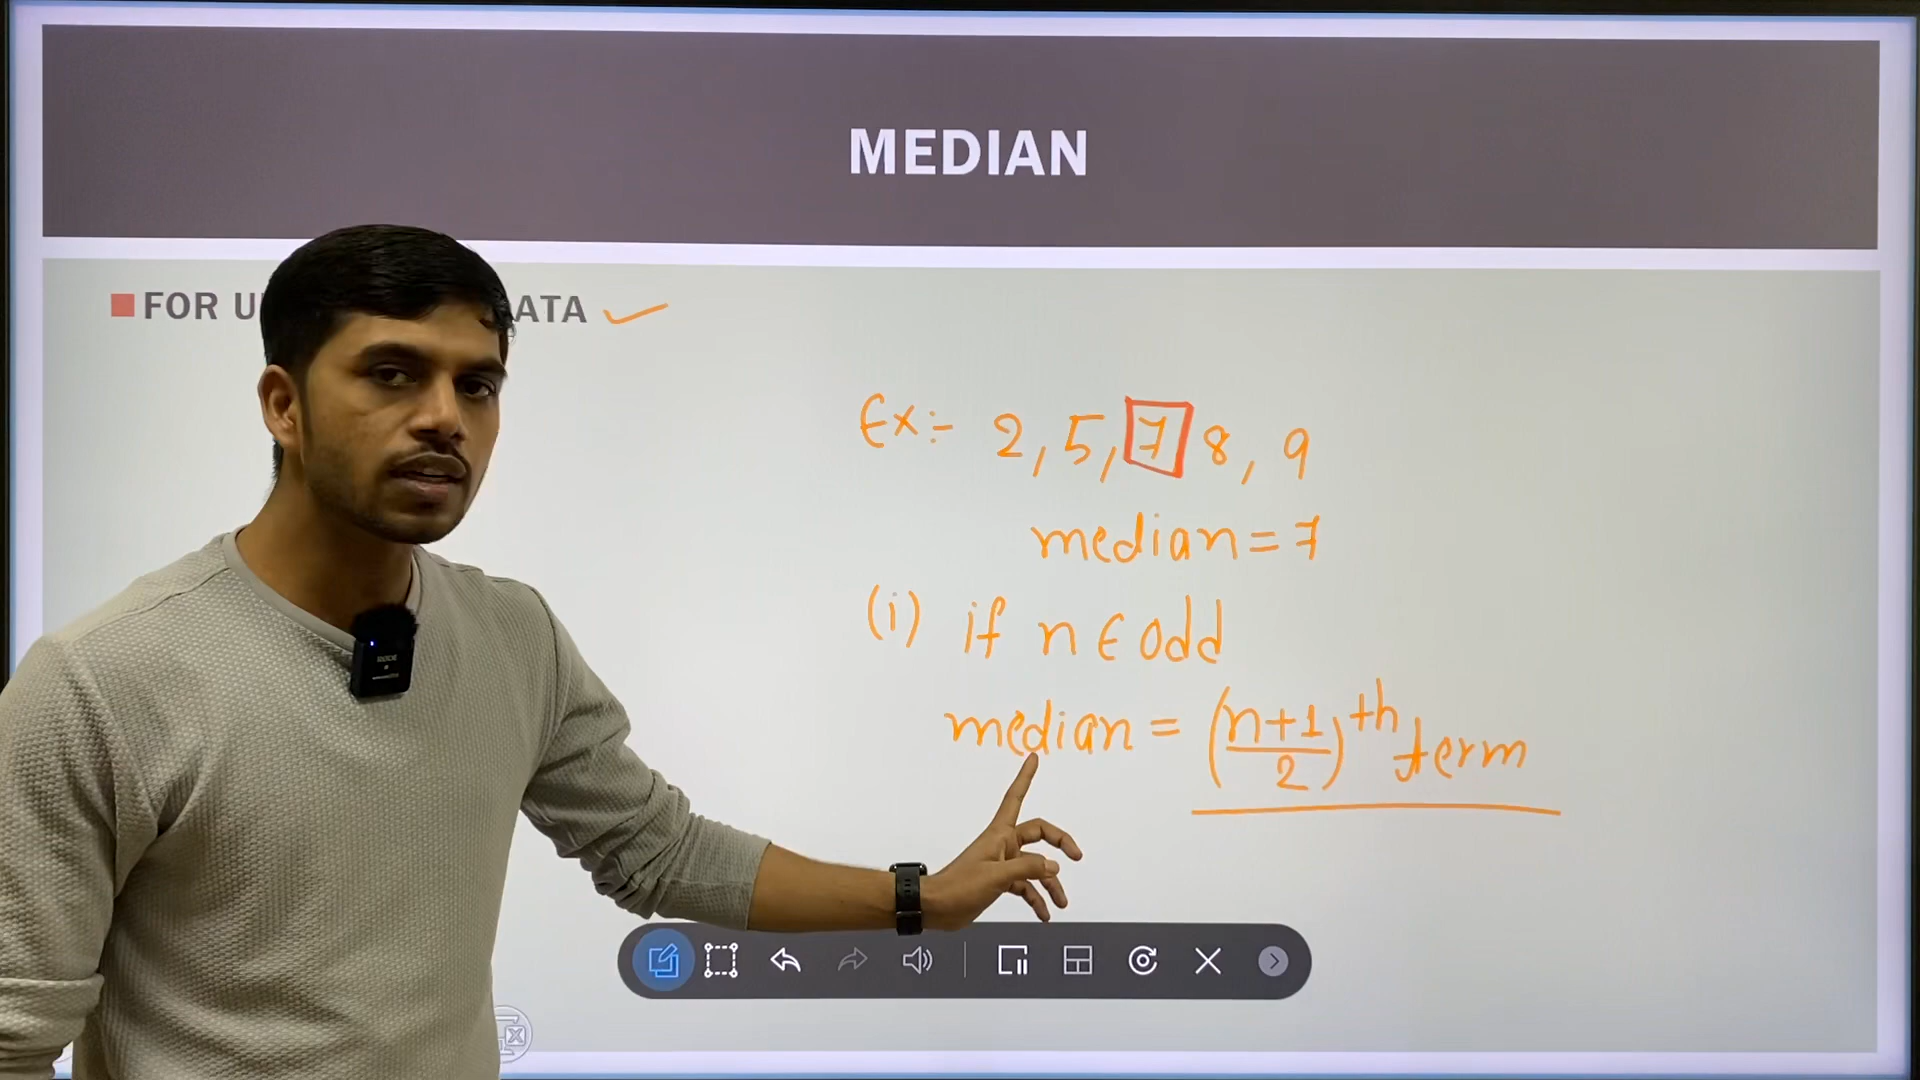 MEDIAN
FOR U ATA
Ex:- 2, 5, 7 8, 9
median = 7
(i) if n ∈ odd
median = (n+1/2)th term